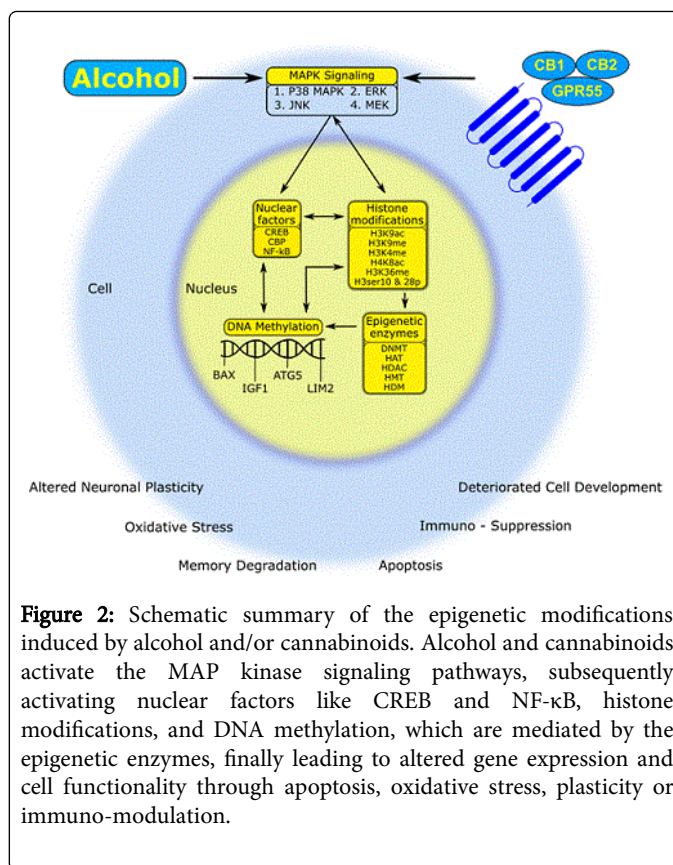 Alcohol
MAPK Signaling
1. P38 MAPK 2. ERK
3. JNK 4. MEK
CB1 CB2
GPR55
Nuclear
factors
CREB
CBP
NF-kB
Histone
modifications
H3K9ac
H3K9me
H3K4me
H4K8ac
H3K36me
H3ser10 & 28p
Cell
Nucleus
DNA Methylation
BAX
IGF1
ATG5
LIM2
Epigenetic
enzymes
DNMT
HAT
HDAC
HMT
HDM
Altered Neuronal Plasticity
Deteriorated Cell Development
Oxidative Stress
Immuno - Suppression
Memory Degradation
Apoptosis
Figure 2: Schematic summary of the epigenetic modifications
induced by alcohol and/or cannabinoids. Alcohol and cannabinoids
activate the MAP kinase signaling pathways, subsequently
activating nuclear factors like CREB and NF-κB, histone
modifications, and DNA methylation, which are mediated by the
epigenetic enzymes, finally leading to altered gene expression and
cell functionality through apoptosis, oxidative stress, plasticity or
immuno-modulation.